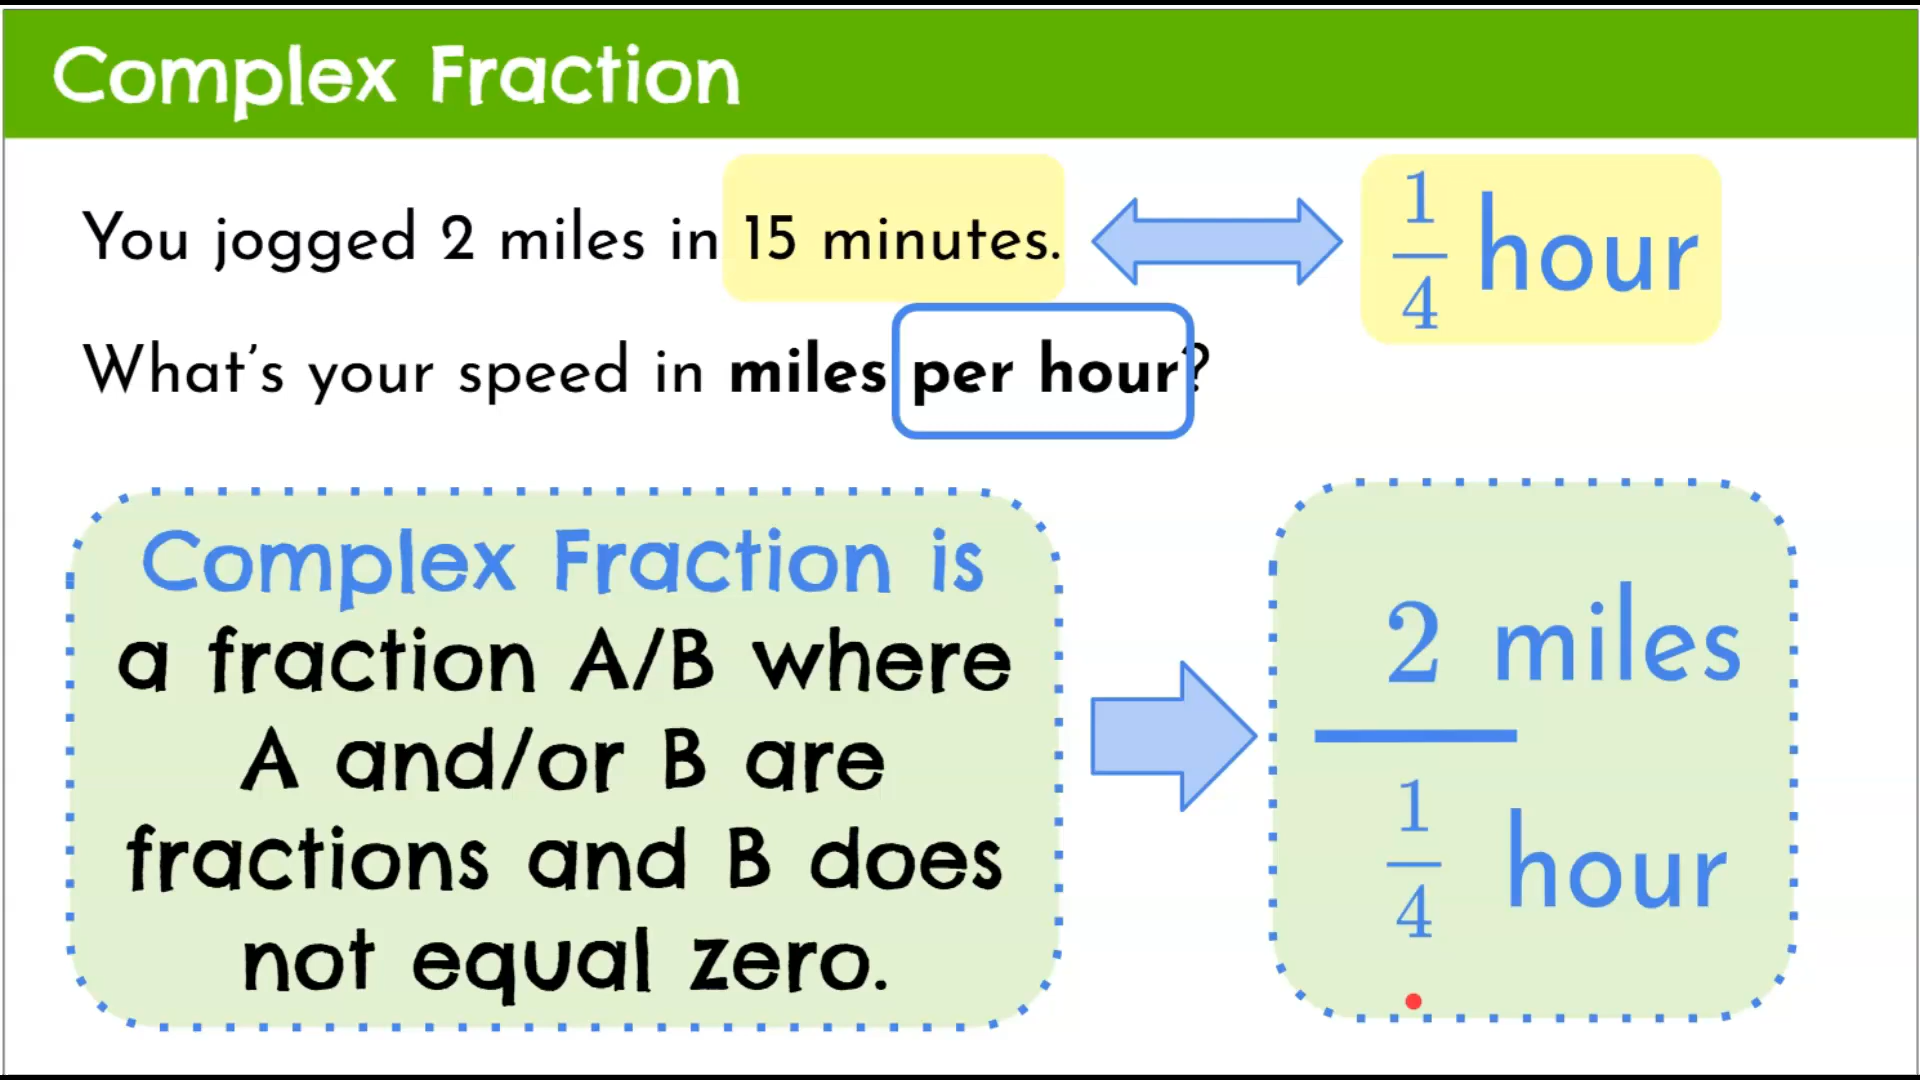 Complex Fraction
You jogged 2 miles in 15 minutes.
1/4 hour
What's your speed in miles per hour?
Complex Fraction is
a fraction A/B where
A and/or B are
fractions and B does
not equal zero.
2 miles
1/4 hour